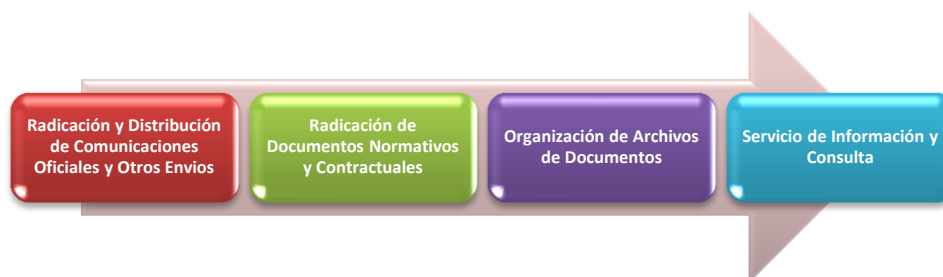 Radicación y Distribución
de Comunicaciones
Oficiales y Otros Envios
Radicación de
Documentos Normativos
y Contractuales
Organización de Archivos
de Documentos
Servicio de Información y
Consulta